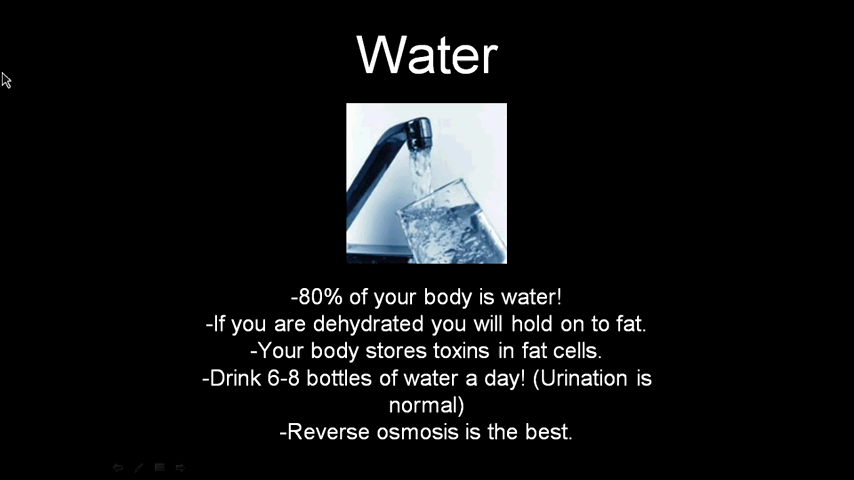 Water
-80% of your body is water!
-If you are dehydrated you will hold on to fat.
-Your body stores toxins in fat cells.
-Drink 6-8 bottles of water a day! (Urination is
normal)
-Reverse osmosis is the best.